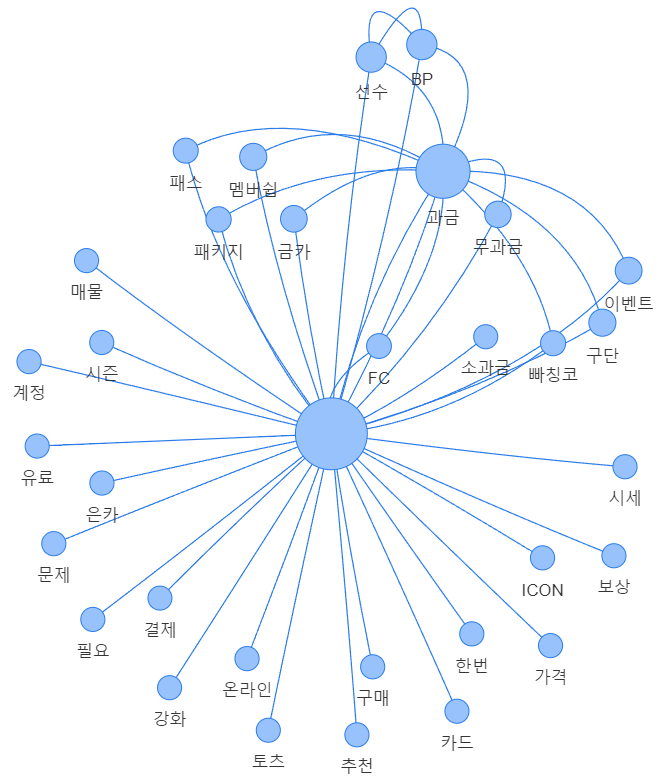 선수
BP
패스
멤버쉽
과금
패키지
금카
무과금
매물
이벤트
시즌
FC
소과금
빠칭코
구단
계정
유료
은카
시세
문제
ICON
보상
필요
결제
한번
가격
강화
온라인
구매
토츠
추천
카드